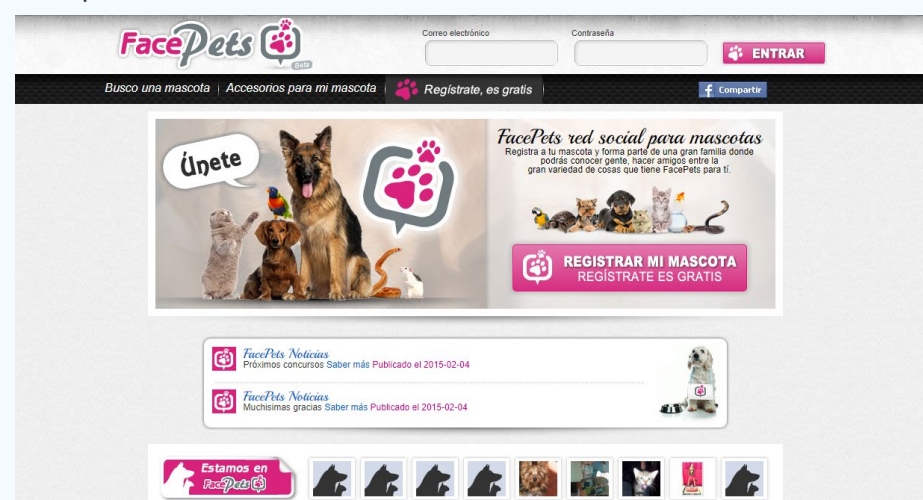 FacePets
Beta
Correo electrónico
Contraseña
ENTRAR
Busco una mascota
Accesorios para mi mascota
Regístrate, es gratis
f Compartir
Únete
FacePets red social para mascotas
Registra a tu mascota y forma parte de una gran familia donde
podrás conocer gente, hacer amigos entre la
gran variedad de cosas que tiene FacePets para tí.
REGISTRAR MI MASCOTA
REGÍSTRATE ES GRATIS
FacePets Noticias
Próximos concursos Saber más Publicado el 2015-02-04
FacePets Noticias
Muchisimas gracias Saber más Publicado el 2015-02-04
Estamos en
FacePets